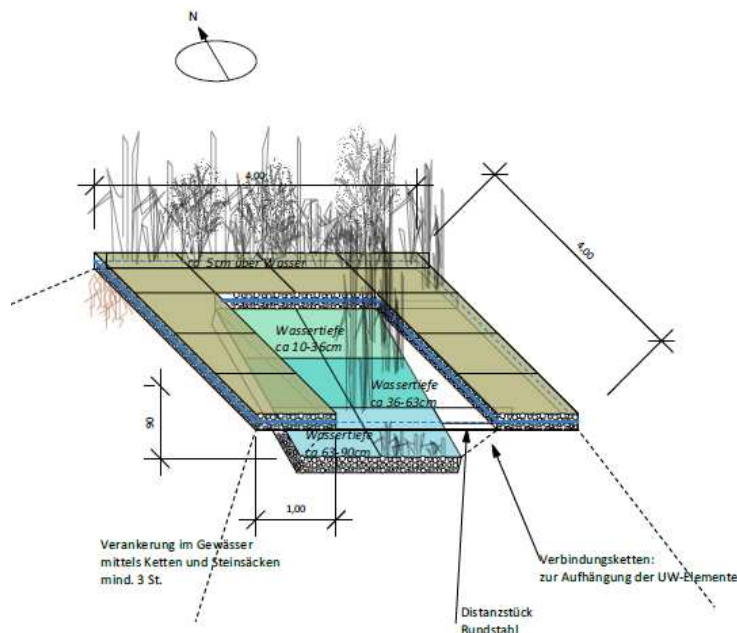 N
4,00
4,00
ca 5cm über Wasser
Wassertiefe
ca 10-36cm
Wassertiefe
ca 36-63cm
Wassertiefe
ca 63-90cm
90
1,00
Verankerung im Gewässer
mittels Ketten und Steinsäcken
mind. 3 St.
Verbindungsketten:
zur Aufhängung der UW-Elemente
Distanzstück
Rundstahl